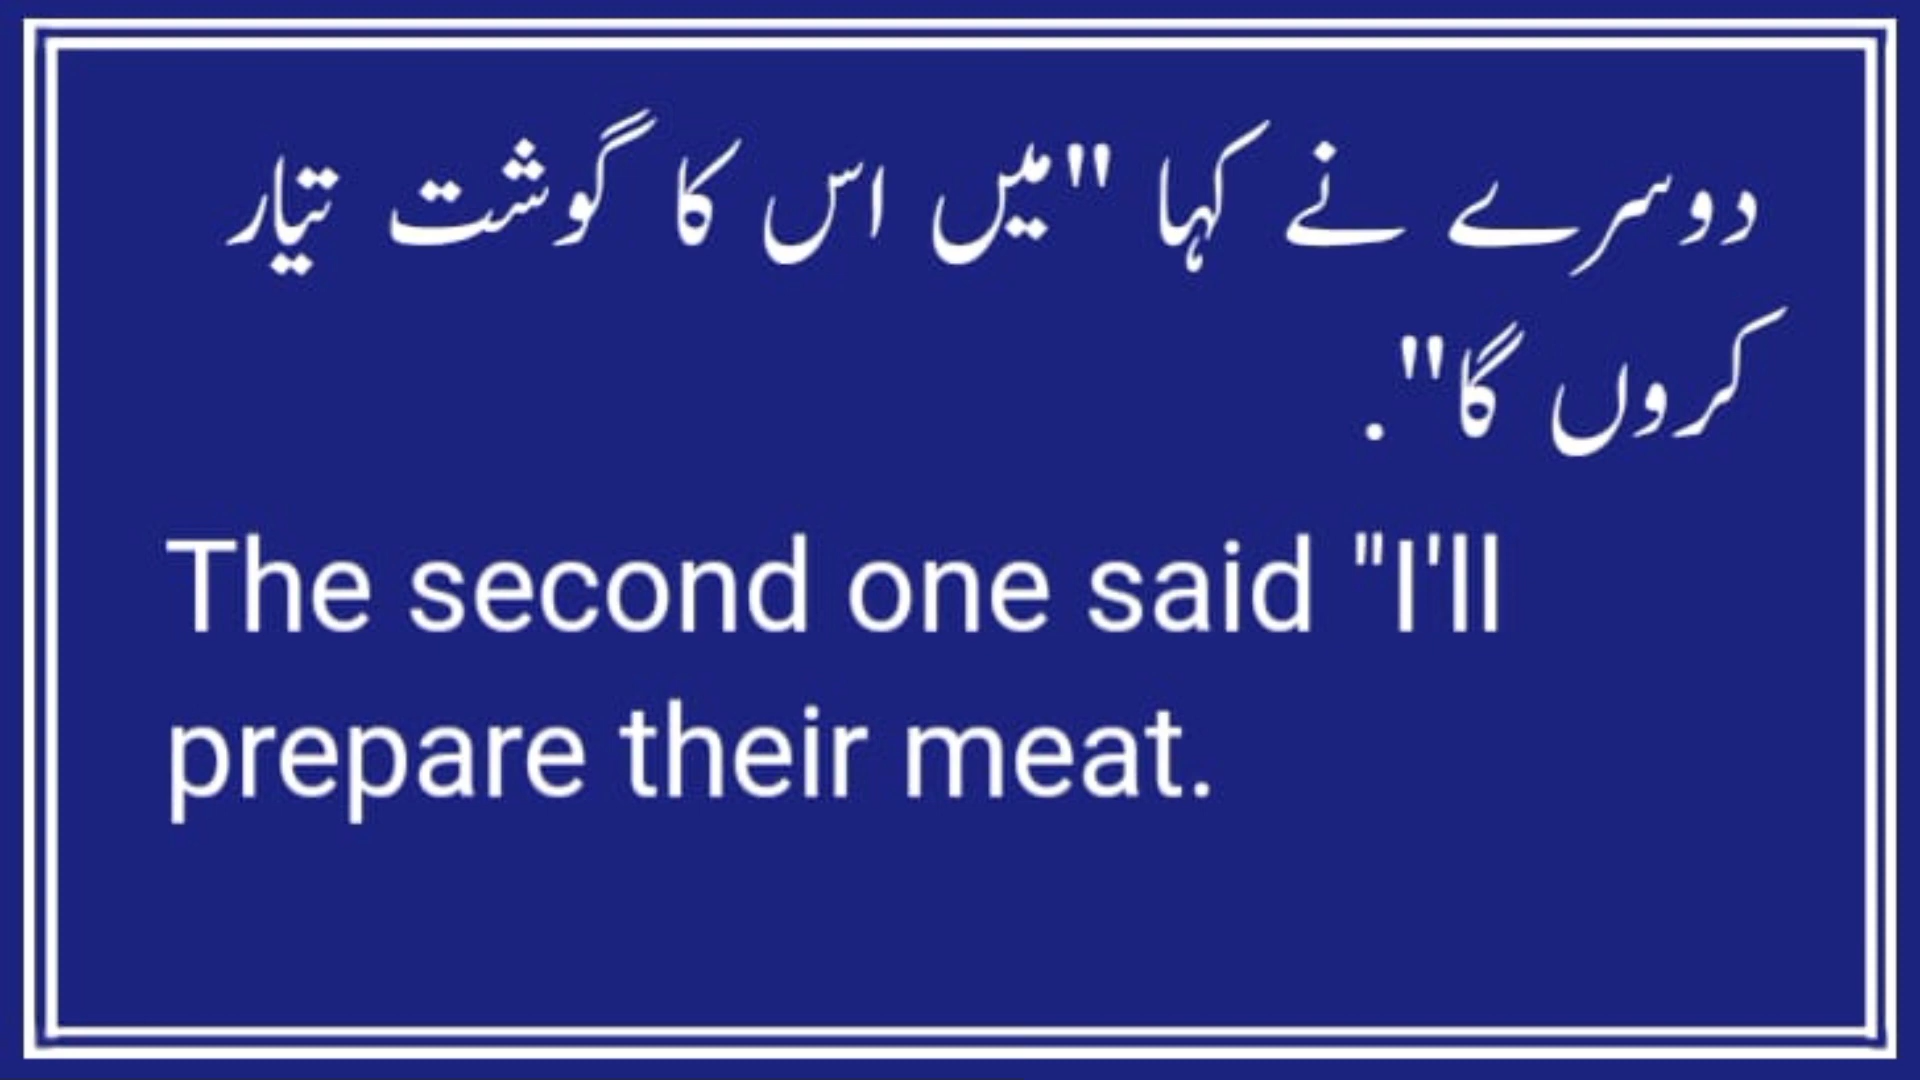 دوسرے نے کہا "میں اس کا گوشت تیار
کروں گا".
The second one said "I'll
prepare their meat.